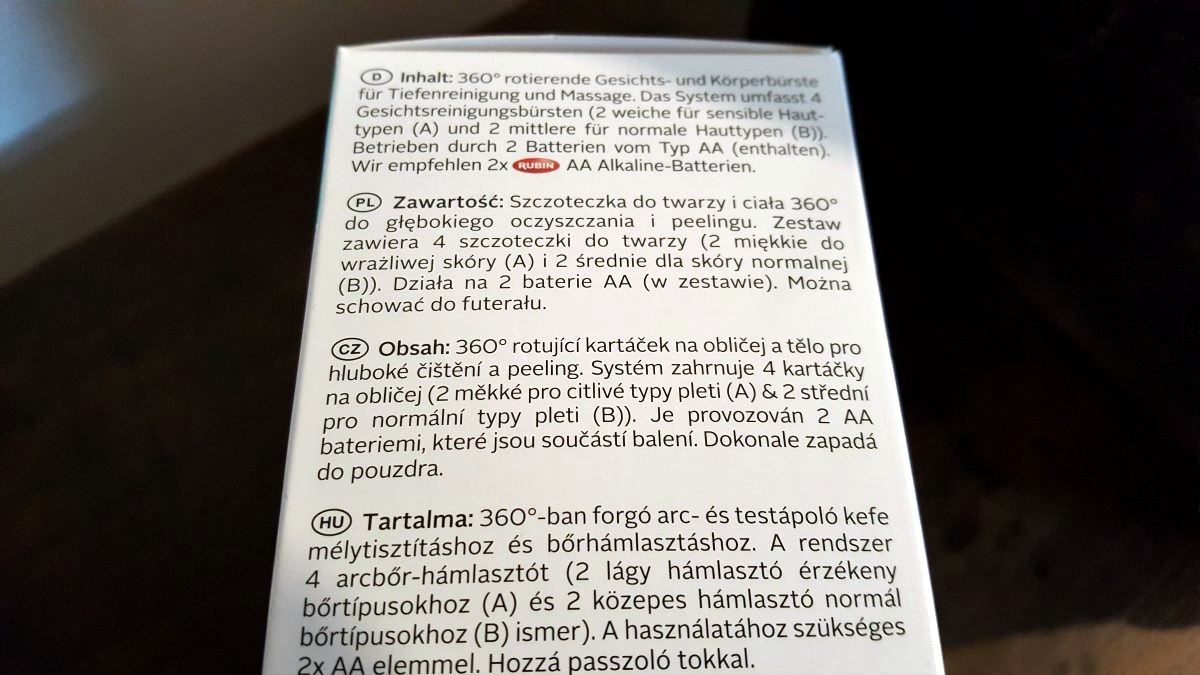 D Inhalt: 360° rotierende Gesichts- und Körperbürste
für Tiefenreinigung und Massage. Das System umfasst 4
Gesichtsreinigungsbürsten (2 weiche für sensible Haut-
typen (A) und 2 mittlere für normale Hauttypen (B)).
Betrieben durch 2 Batterien vom Typ AA (enthalten).
Wir empfehlen 2x RUBIN AA Alkaline-Batterien.
PL Zawartość: Szczoteczka do twarzy i ciała 360°
do głębokiego oczyszczania i peelingu. Zestaw
zawiera 4 szczoteczki do twarzy (2 miękkie do
wrażliwej skóry (A) i 2 średnie dla skóry normalnej
(B)). Działa na 2 baterie AA (w zestawie). Można
schować do futerału.
CZ Obsah: 360° rotující kartáček na obličej a tělo pro
hluboké čištění a peeling. Systém zahrnuje 4 kartáčky
na obličej (2 měkké pro citlivé typy pleti (A) & 2 střední
pro normální typy pleti (B)). Je provozován 2 AA
bateriemi, které jsou součástí balení. Dokonale zapadá
do pouzdra.
HU Tartalma: 360°-ban forgó arc- és testápoló kefe
mélytisztításhoz és bőrhámlasztáshoz. A rendszer
4 arcbőr-hámlasztót (2 lágy hámlasztó érzékeny
bőrtípusokhoz (A) és 2 közepes hámlasztó normál
bőrtípusokhoz (B) ismer). A használatához szükséges
2x AA elemmel. Hozzá passzoló tokkal.